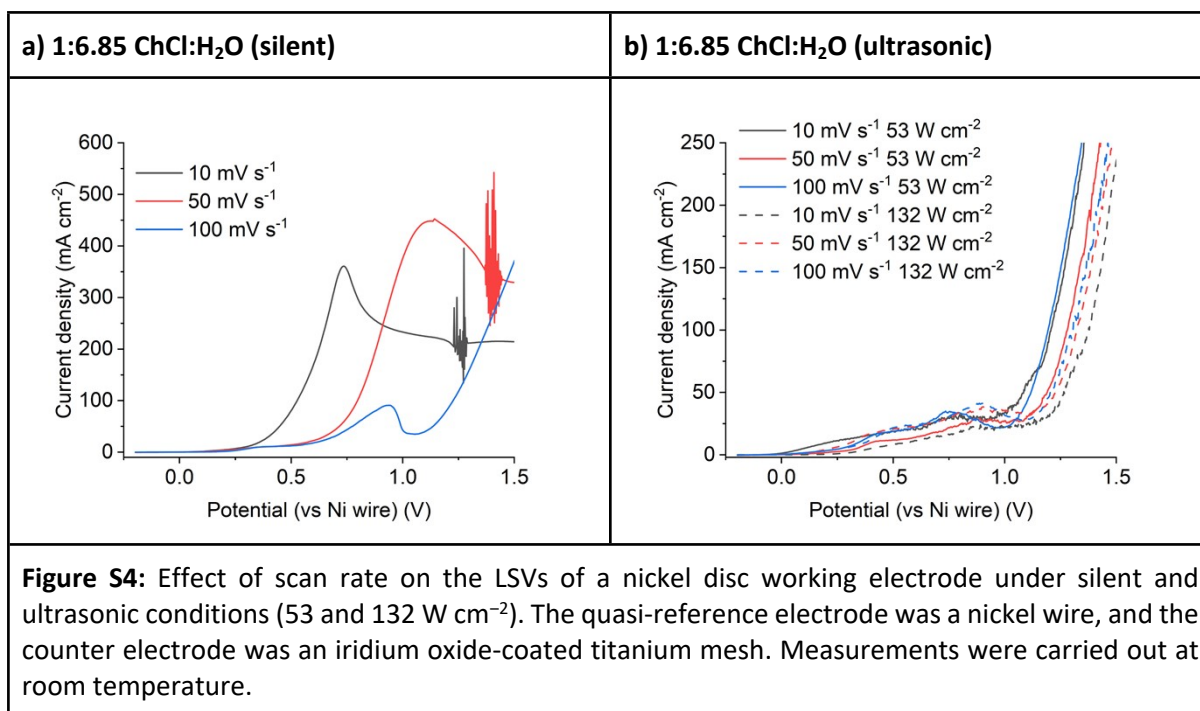 a) 1:6.85 ChCl:H₂O (silent)
b) 1:6.85 ChCl:H₂O (ultrasonic)
600
500
400
300
200
100
0
Current density (mA cm⁻²)
10 mV s⁻¹
50 mV s⁻¹
100 mV s⁻¹
0.0
0.5
1.0
1.5
Potential (vs Ni wire) (V)
250
200
150
100
50
0
Current density (mA cm⁻²)
10 mV s⁻¹ 53 W cm⁻²
50 mV s⁻¹ 53 W cm⁻²
100 mV s⁻¹ 53 W cm⁻²
10 mV s⁻¹ 132 W cm⁻²
50 mV s⁻¹ 132 W cm⁻²
100 mV s⁻¹ 132 W cm⁻²
0.0
0.5
1.0
1.5
Potential (vs Ni wire) (V)
Figure S4: Effect of scan rate on the LSVs of a nickel disc working electrode under silent and
ultrasonic conditions (53 and 132 W cm⁻²). The quasi-reference electrode was a nickel wire, and the
counter electrode was an iridium oxide-coated titanium mesh. Measurements were carried out at
room temperature.